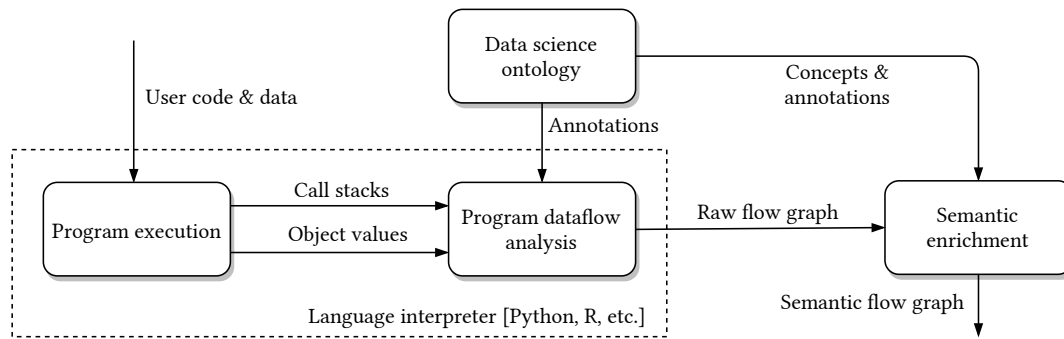 Data science
ontology
User code & data
Concepts &
annotations
Annotations
Call stacks
Program execution
Object values
Program dataflow
analysis
Raw flow graph
Semantic
enrichment
Language interpreter [Python, R, etc.]
Semantic flow graph